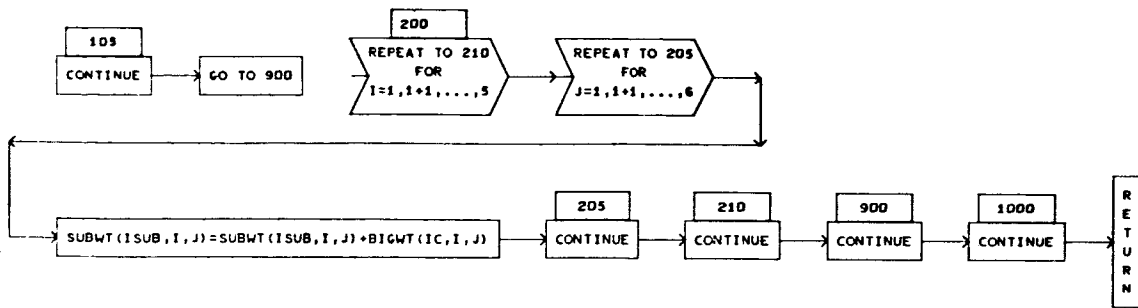 105
CONTINUE
GO TO 900
200
REPEAT TO 210
FOR
I=1,1+1,...,5
REPEAT TO 205
FOR
J=1,1+1,...,6
SUBWT(ISUB,I,J)=SUBWT(ISUB,I,J)+BIGWT(IC,I,J)
205
CONTINUE
210
CONTINUE
900
CONTINUE
1000
CONTINUE
RETURN